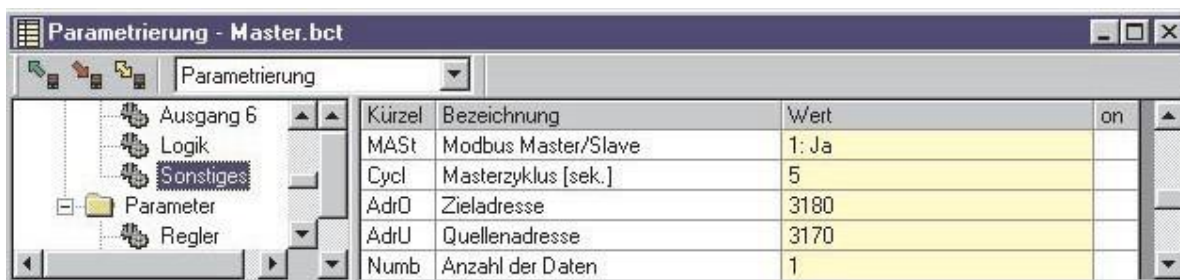 Parametrierung - Master.bct
Parametrierung
Ausgang 6
Logik
Sonstiges
Parameter
Regler
Kürzel Bezeichnung Wert on
MASt Modbus Master/Slave 1: Ja
Cycl Masterzyklus [sek.] 5
AdrO Zieladresse 3180
AdrU Quellenadresse 3170
Numb Anzahl der Daten 1